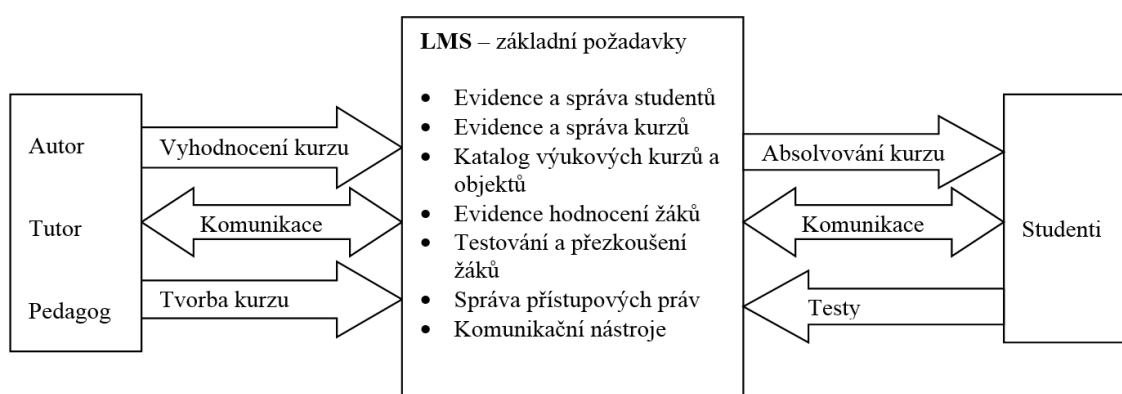 Autor
Tutor
Pedagog
Vyhodnocení kurzu
Komunikace
Tvorba kurzu
LMS – základní požadavky
• Evidence a správa studentů
• Evidence a správa kurzů
• Katalog výukových kurzů a
objektů
• Evidence hodnocení žáků
• Testování a přezkoušení
žáků
• Správa přístupových práv
• Komunikační nástroje
Absolvování kurzu
Komunikace
Testy
Studenti